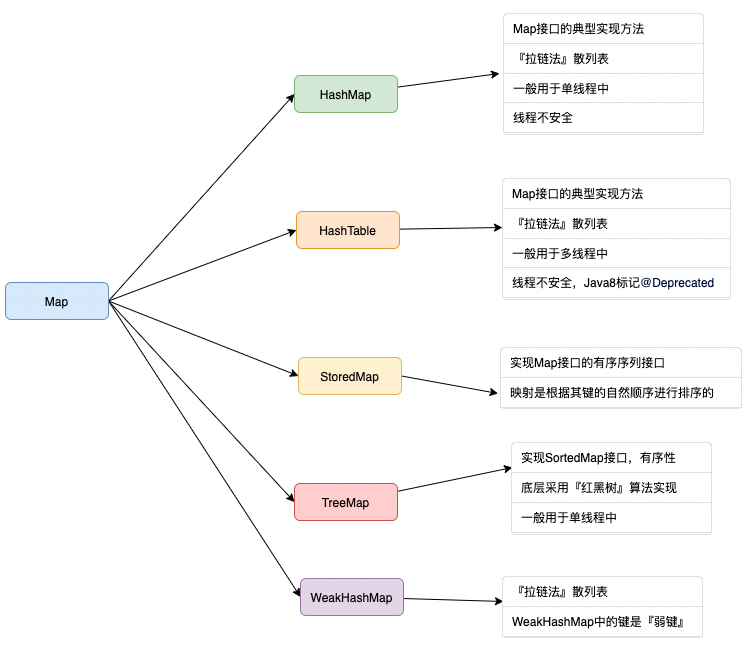 Map
HashMap
Map接口的典型实现方法
『拉链法』散列表
一般用于单线程中
线程不安全
HashTable
Map接口的典型实现方法
『拉链法』散列表
一般用于多线程中
线程不安全，Java8标记@Deprecated
StoredMap
实现Map接口的有序序列接口
映射是根据其键的自然顺序进行排序的
TreeMap
实现SortedMap接口，有序性
底层采用『红黑树』算法实现
一般用于单线程中
WeakHashMap
『拉链法』散列表
WeakHashMap中的键是『弱键』